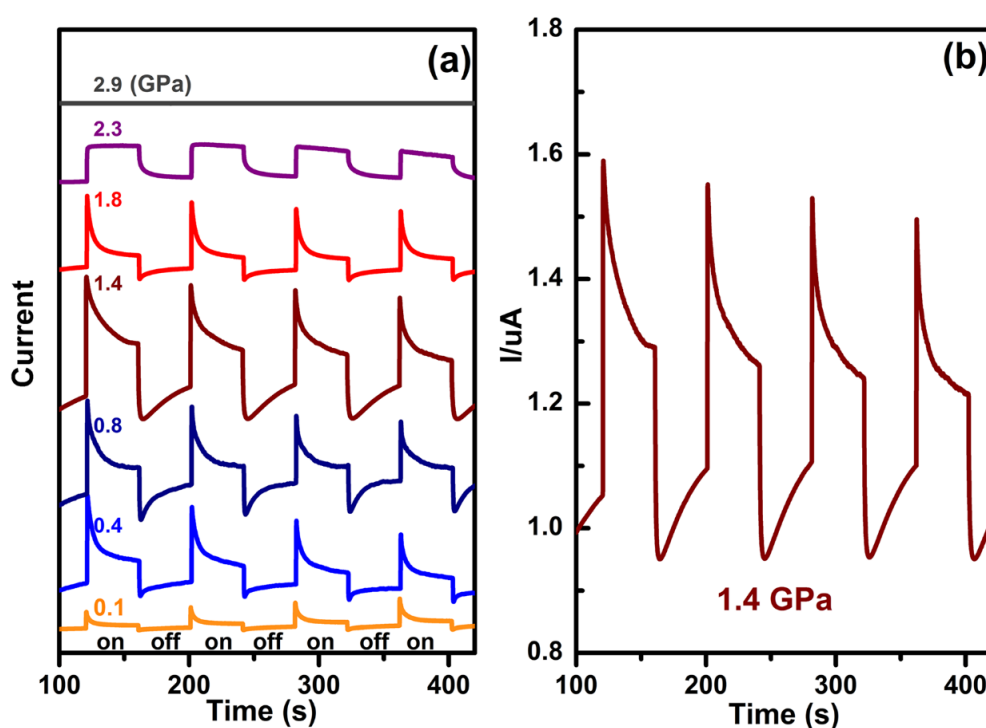 (a)
2.9 (GPa)
2.3
1.8
1.4
0.8
0.4
0.1
on off on off on off on
Current
100 200 300 400
Time (s)
(b)
1.8
1.6
1.4
1.2
1.0
0.8
I/uA
1.4 GPa
100 200 300 400
Time (s)